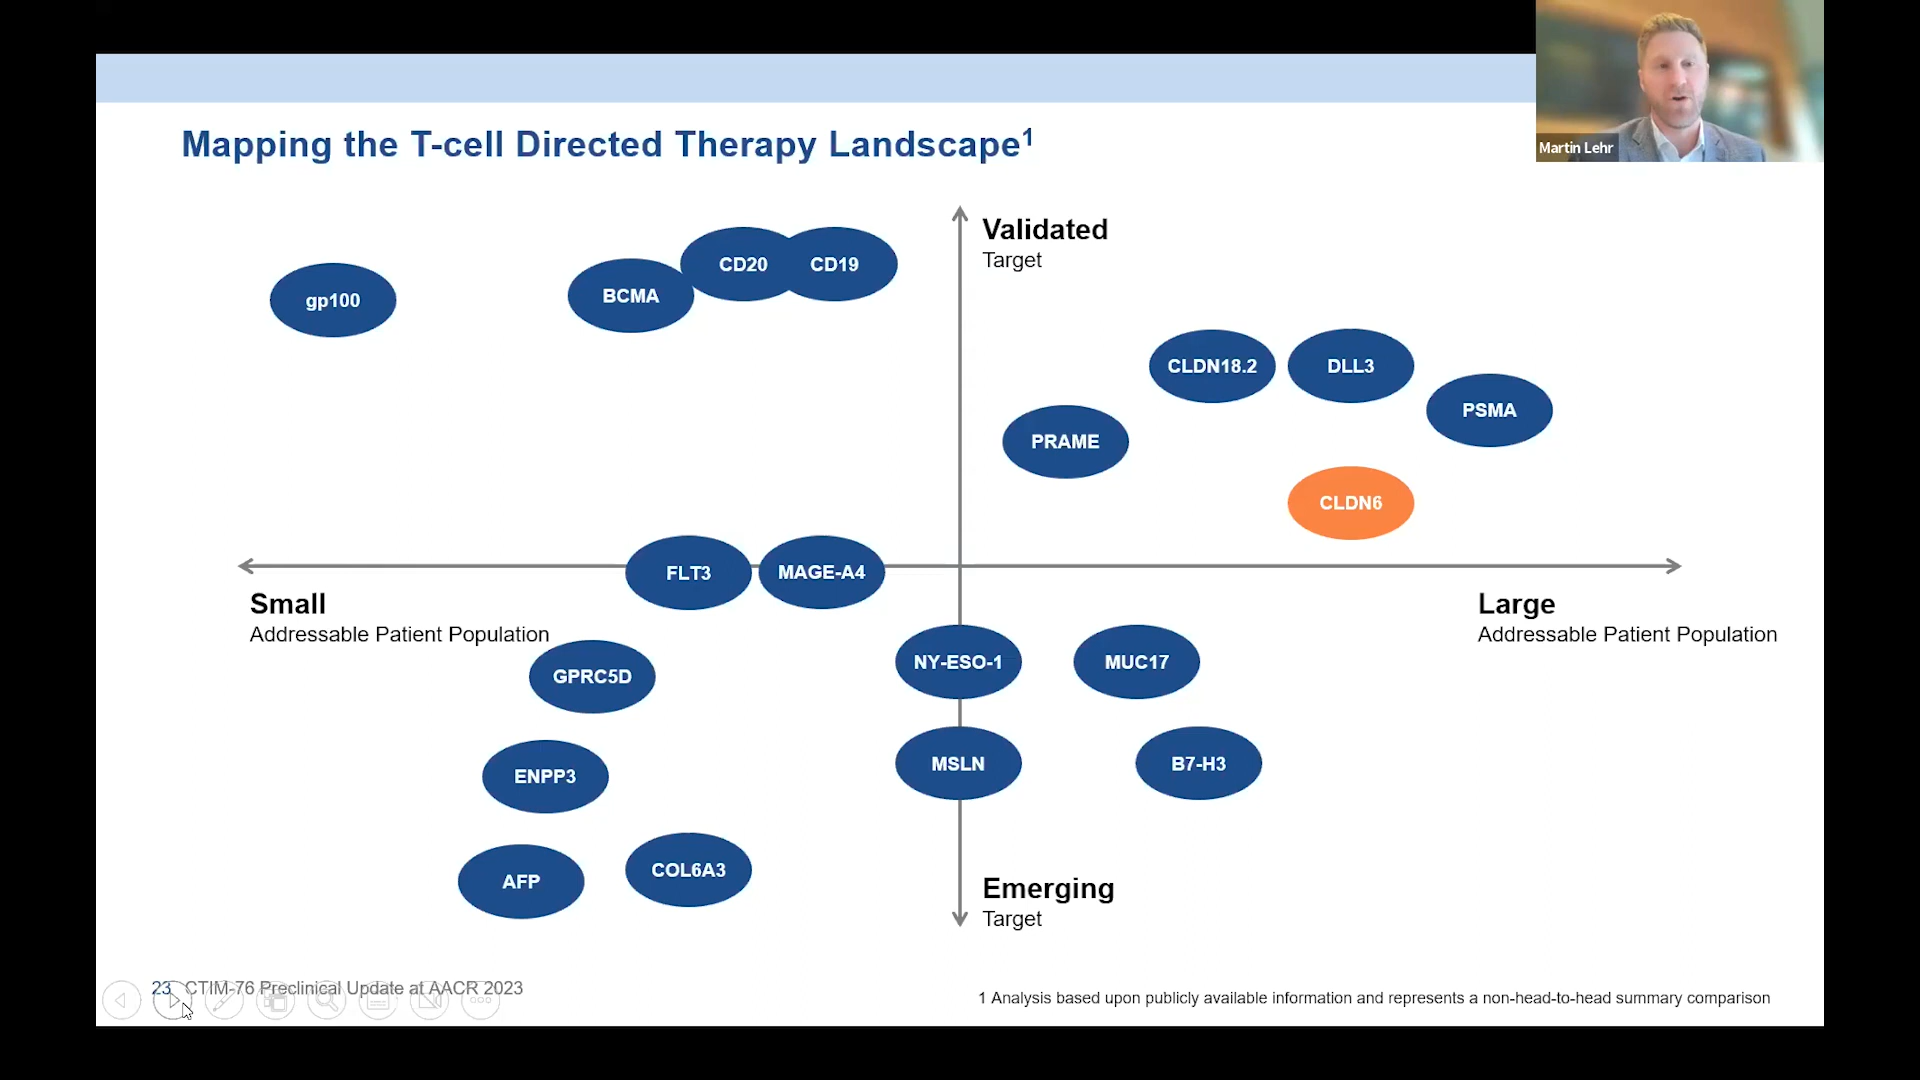 Martin Lehr
Mapping the T-cell Directed Therapy Landscape1
Validated
Target
gp100
BCMA
CD20
CD19
CLDN18.2
DLL3
PSMA
PRAME
CLDN6
FLT3
MAGE-A4
Small
Addressable Patient Population
Large
Addressable Patient Population
GPRC5D
NY-ESO-1
MUC17
ENPP3
MSLN
B7-H3
AFP
COL6A3
Emerging
Target
23 CTIM-76 Preclinical Update at AACR 2023
1 Analysis based upon publicly available information and represents a non-head-to-head summary comparison